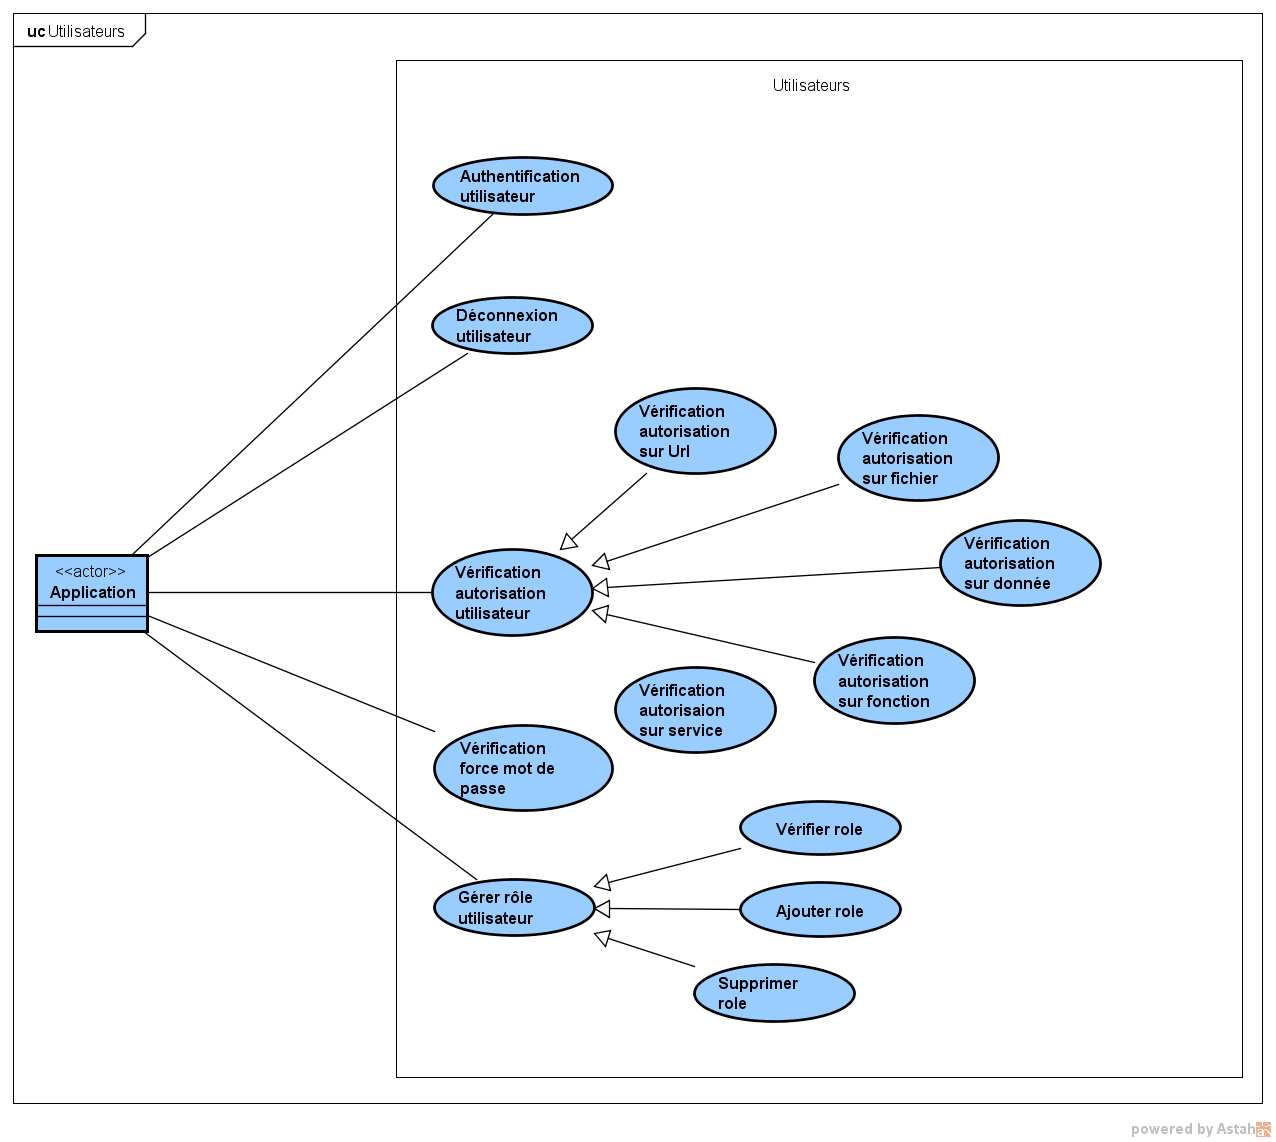 uc Utilisateurs
Utilisateurs
Authentification
utilisateur
Déconnexion
utilisateur
Vérification
autorisation
sur Url
Vérification
autorisation
sur fichier
Vérification
autorisation
sur donnée
<<actor>>
Application
Vérification
autorisation
utilisateur
Vérification
autorisation
sur fonction
Vérification
autorisaion
sur service
Vérification
force mot de
passe
Vérifier role
Gérer rôle
utilisateur
Ajouter role
Supprimer
role
powered by Astah